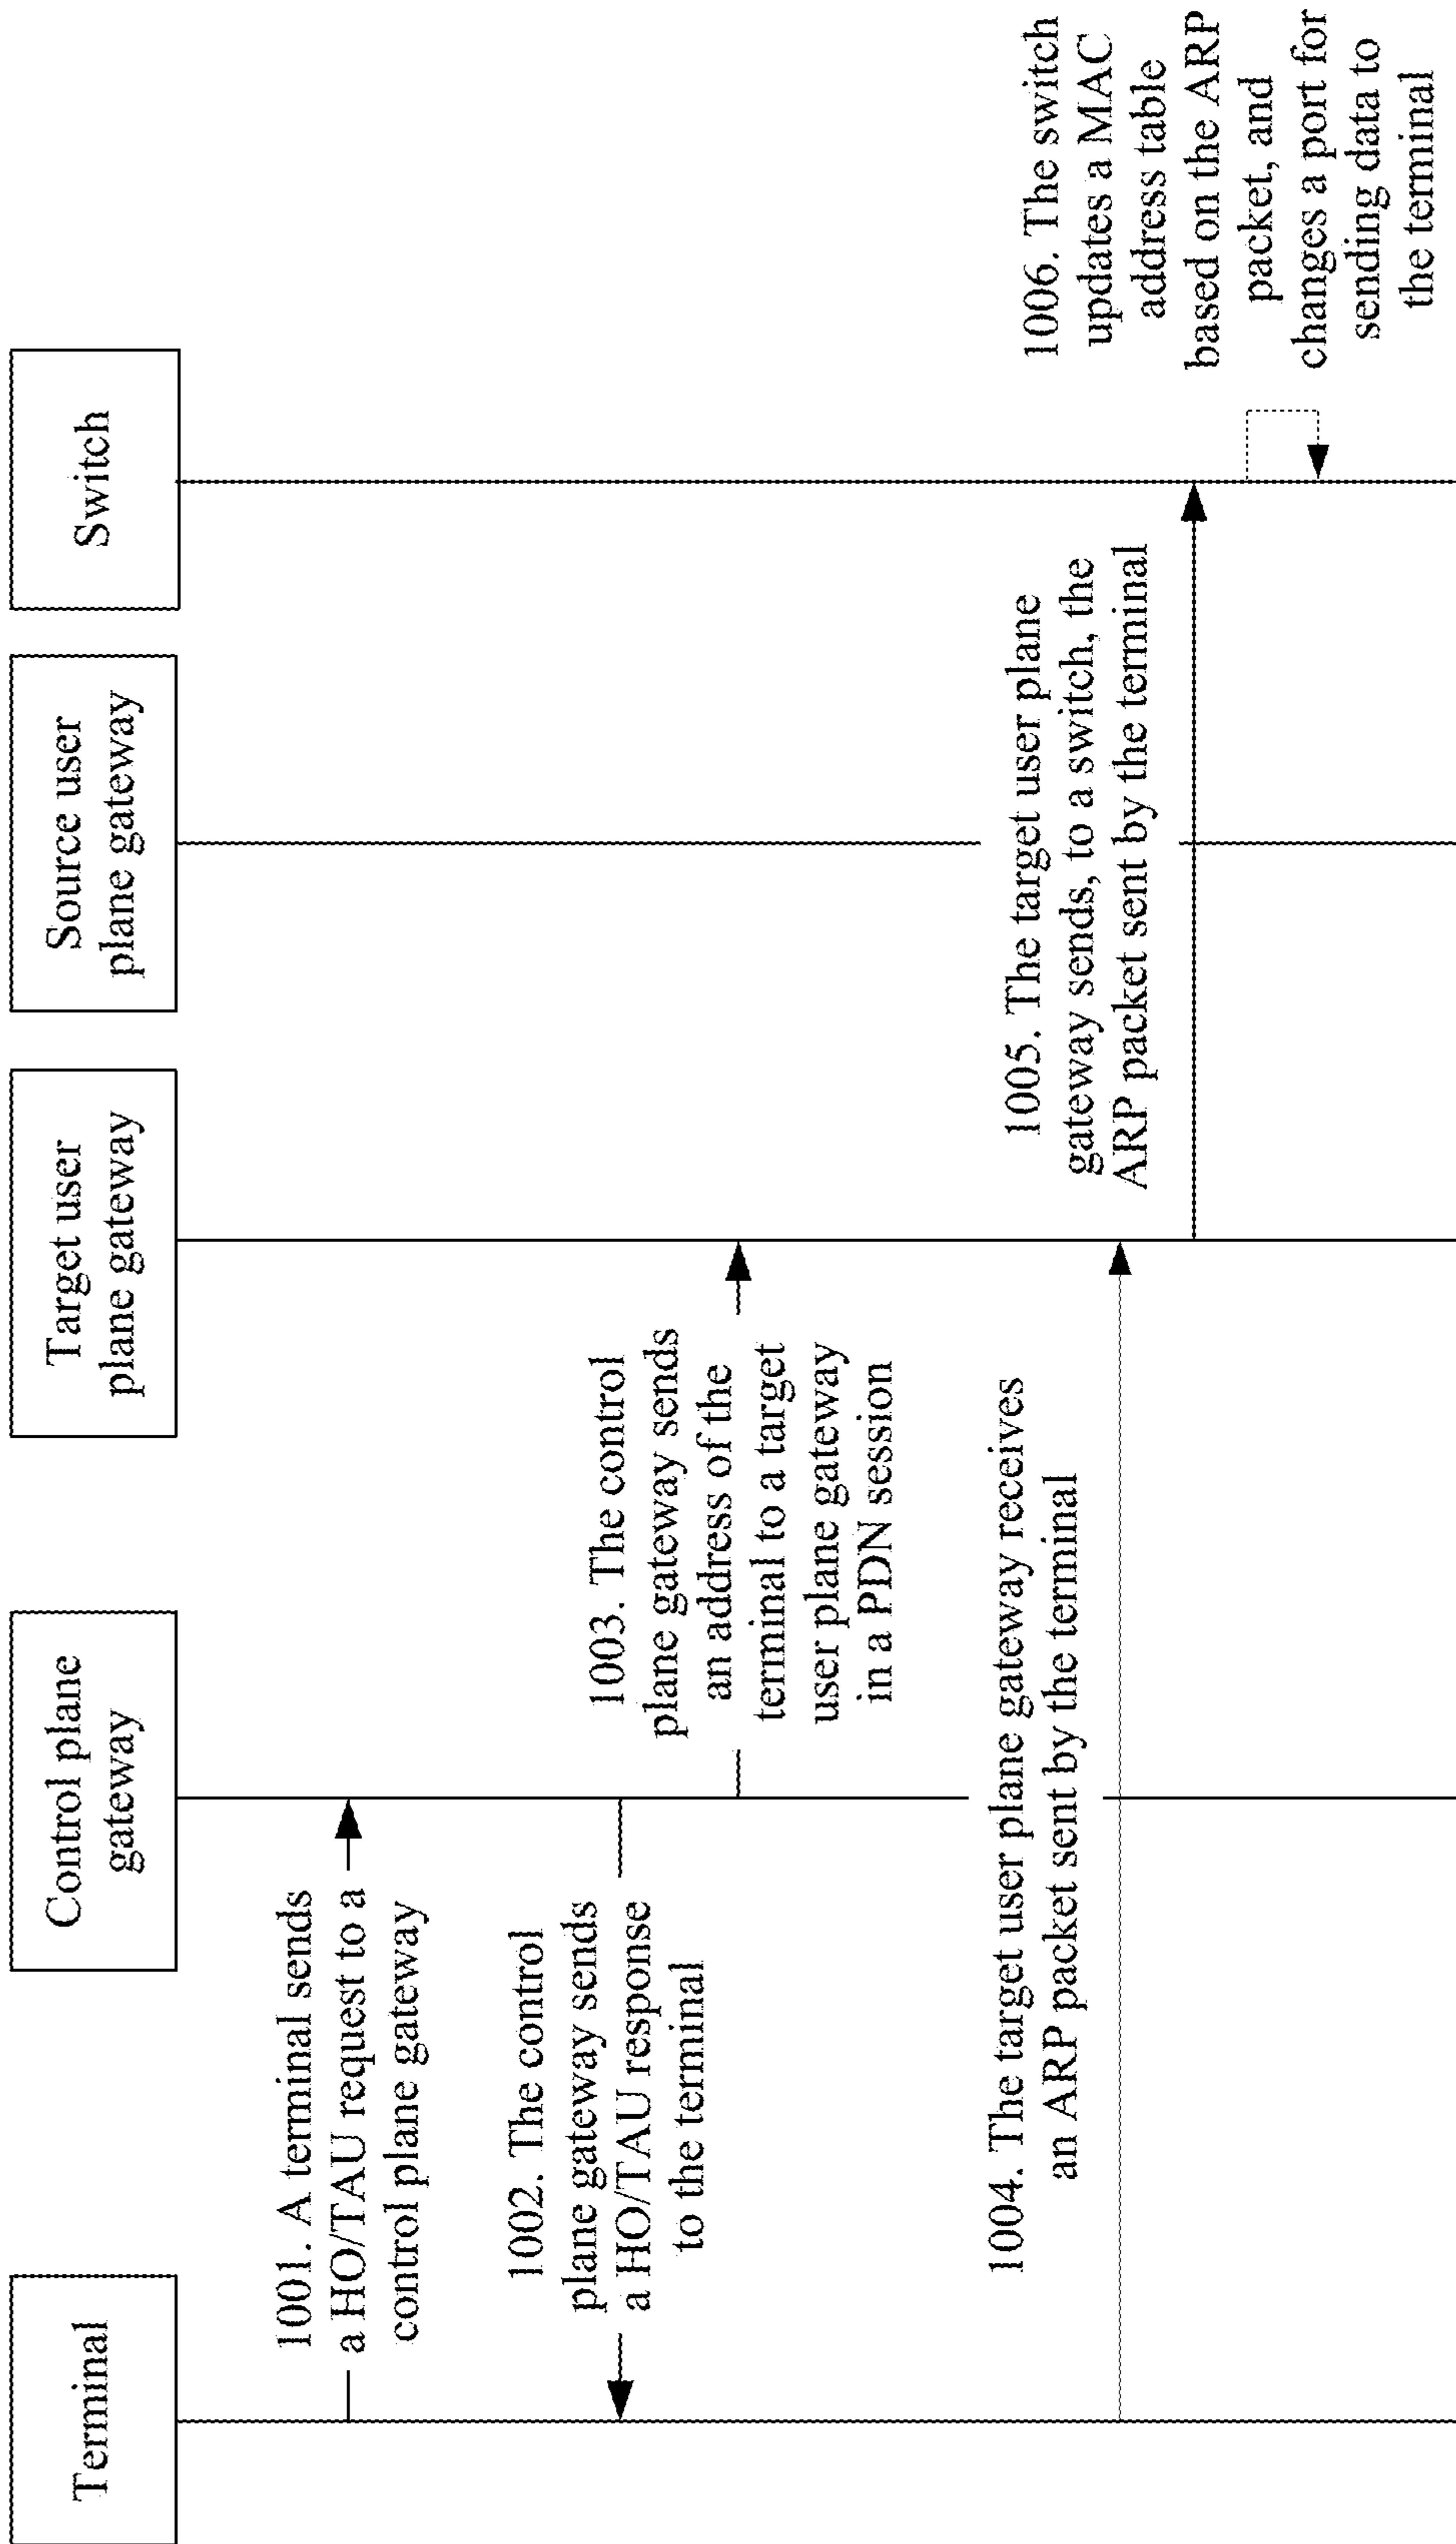 Terminal
Control plane
gateway
Target user
plane gateway
Source user
plane gateway
Switch
1001. A terminal sends
a HO/TAU request to a
control plane gateway
1002. The control
plane gateway sends
a HO/TAU response
to the terminal
1003. The control
plane gateway sends
an address of the
terminal to a target
user plane gateway
in a PDN session
1004. The target user plane gateway receives
an ARP packet sent by the terminal
1005. The target user plane
gateway sends, to a switch, the
ARP packet sent by the terminal
1006. The switch
updates a MAC
address table
based on the ARP
packet, and
changes a port for
sending data to
the terminal